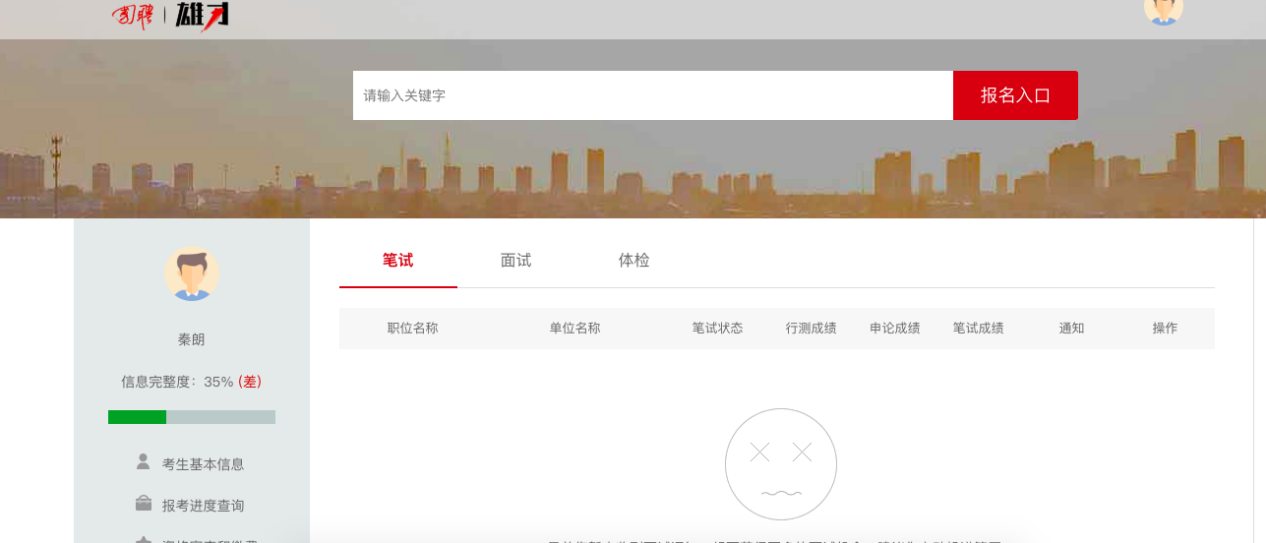 雄才
请输入关键字
报名入口
笔试 面试 体检
职位名称 单位名称 笔试状态 行测成绩 申论成绩 笔试成绩 通知 操作
秦朗
信息完整度：35% (差)
考生基本信息
报考进度查询